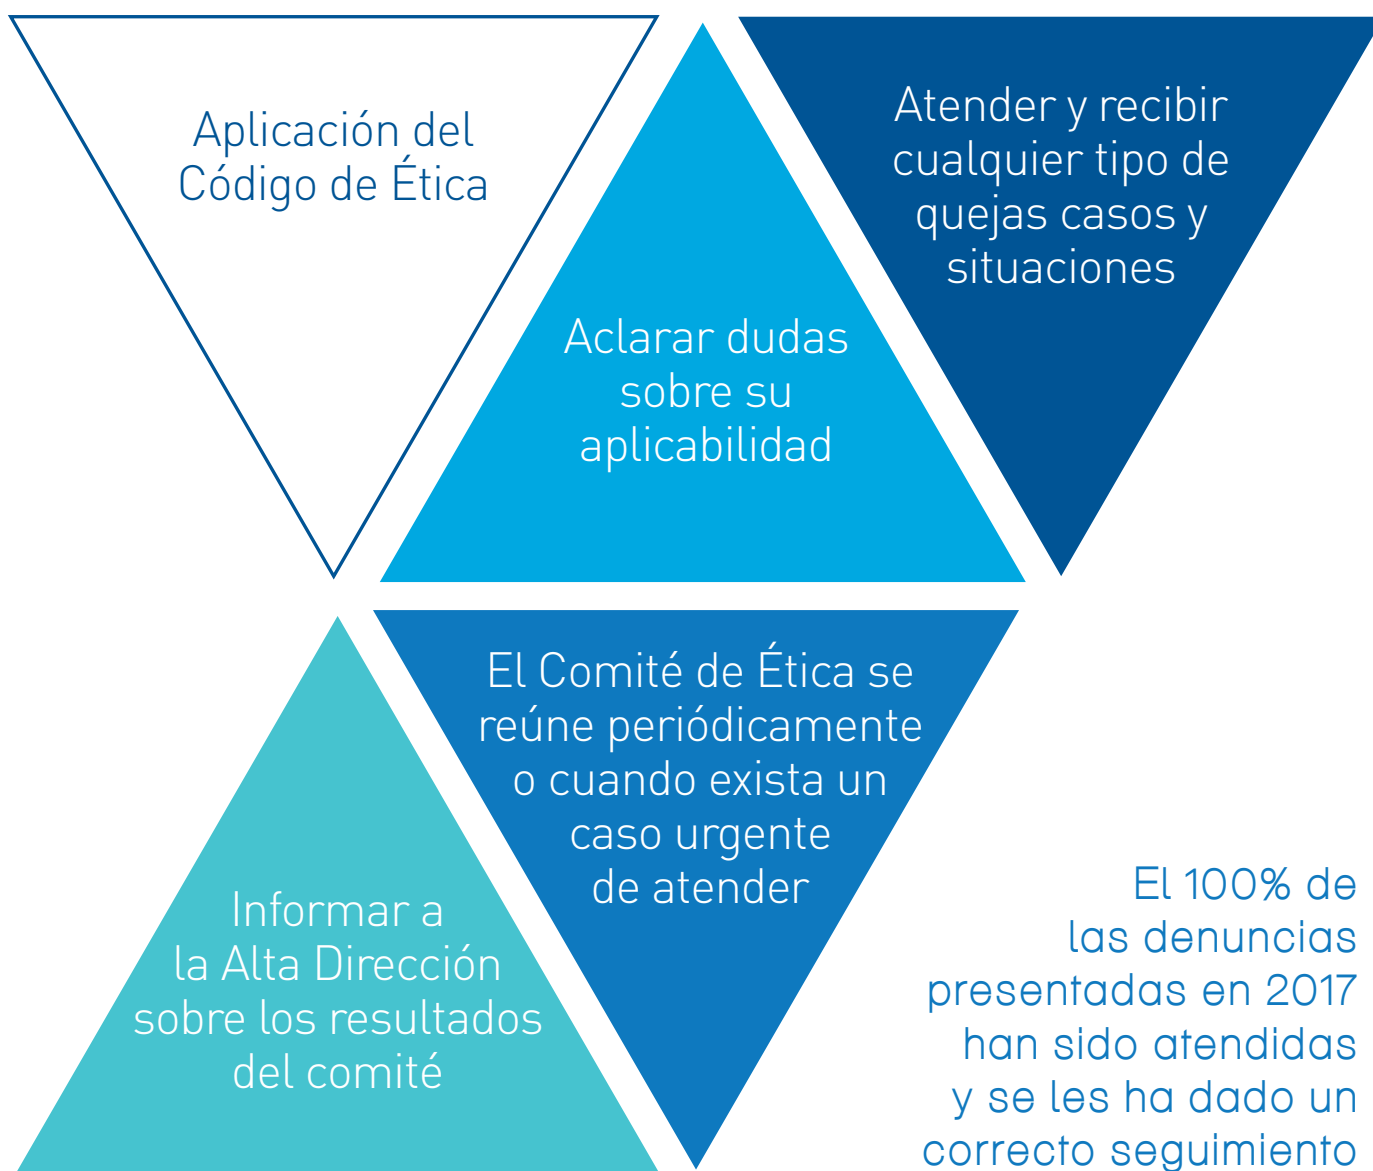 Aplicación del
Código de Ética
Aclarar dudas
sobre su
aplicabilidad
Atender y recibir
cualquier tipo de
quejas casos y
situaciones
Informar a
la Alta Dirección
sobre los resultados
del comité
El Comité de Ética se
reúne periódicamente
o cuando exista un
caso urgente
de atender
El 100% de
las denuncias
presentadas en 2017
han sido atendidas
y se les ha dado un
correcto seguimiento